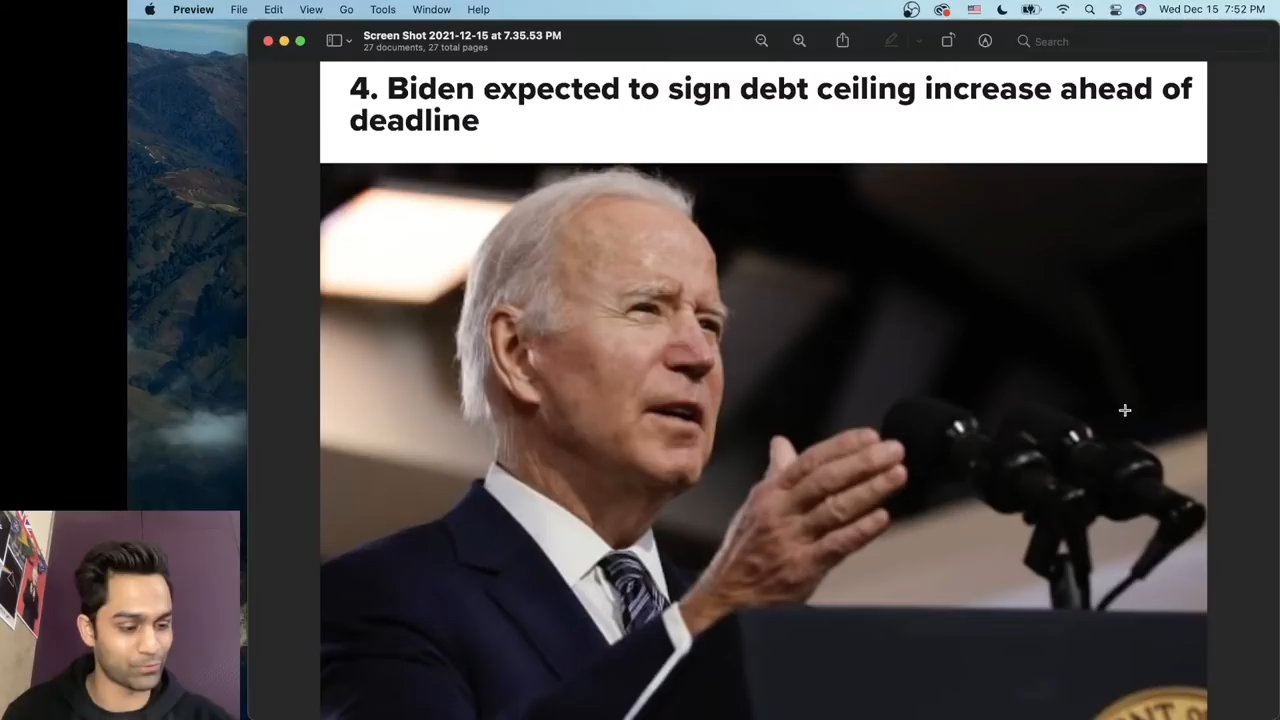 Preview File Edit View Go Tools Window Help Wed Dec 15 7:52 PM
Screen Shot 2021-12-15 at 7.35.53 PM
27 documents, 27 total pages
Search
4. Biden expected to sign debt ceiling increase ahead of
deadline